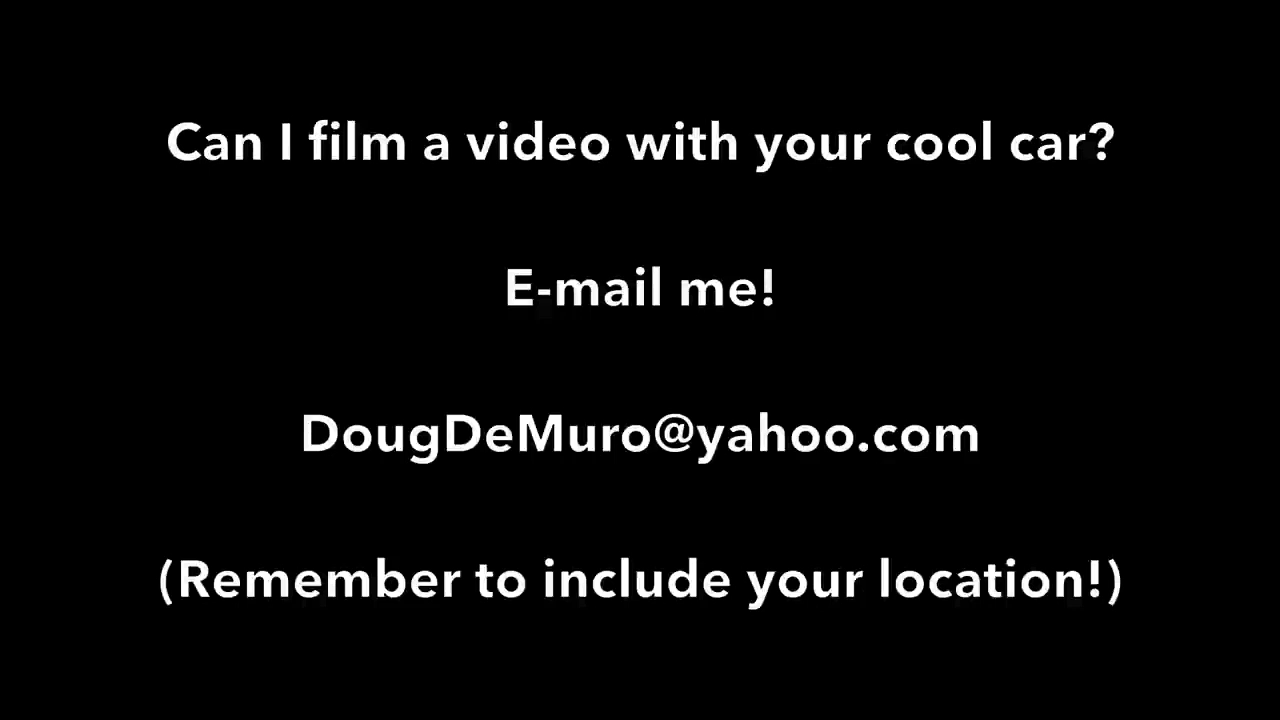 Can I film a video with your cool car?
E-mail me!
DougDeMuro@yahoo.com
(Remember to include your location!)